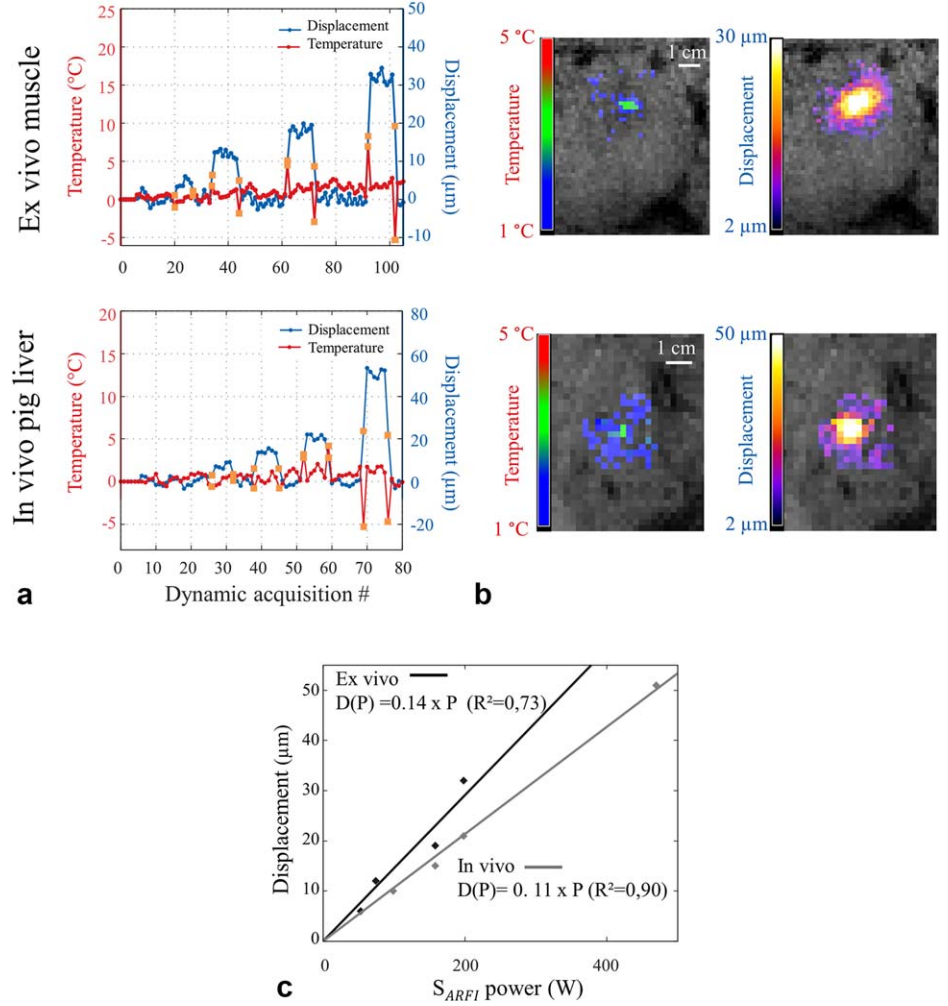 Ex vivo muscle
Temperature (°C)
25
20
15
10
5
0
-5
Displacement
Temperature
50
40
30
20
10
0
-10
Displacement (µm)
0 20 40 60 80 100
5 °C
Temperature
1 °C
1 cm
30 µm
Displacement
2 µm
In vivo pig liver
Temperature (°C)
20
15
10
5
0
-5
Displacement
Temperature
80
60
40
20
0
-20
Displacement (µm)
0 10 20 30 40 50 60 70 80
Dynamic acquisition #
5 °C
Temperature
1 °C
1 cm
50 µm
Displacement
2 µm
a
b
Displacement (µm)
50
40
30
20
10
0
Ex vivo
D(P) =0.14 x P (R²=0,73)
In vivo
D(P)= 0. 11 x P (R²=0,90)
0 200 400
S_ARFI power (W)
c